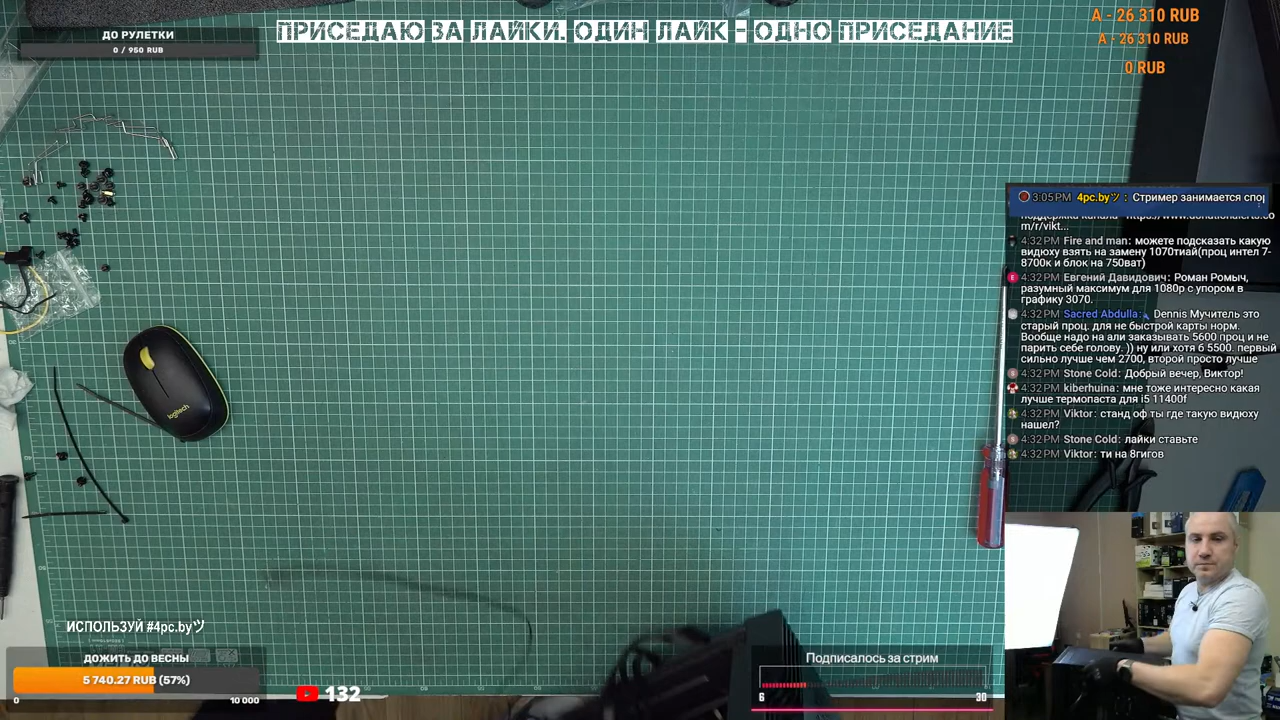 ПРИСЕДАЮ ЗА ЛАЙКИ. ОДИН ЛАЙК - ОДНО ПРИСЕДАНИЕ
ДО РУЛЕТКИ
0 / 950 RUB
A - 26 310 RUB
A - 26 310 RUB
0 RUB
3:05 PM 4pc.byツ : Стример занимается спор
поддержка канала - https://www.donationalerts.co
m/r/vikt...
4:32 PM Fire and man: можете подсказать какую
видюху взять на замену 1070тиай(проц интел 7-
8700к и блок на 750ват)
4:32 PM Евгений Давидович: Роман Ромыч,
разумный максимум для 1080p с упором в
графику 3070.
4:32 PM Sacred Abdulla: Dennis Мучитель это
старый проц. для не быстрой карты норм.
Вообще надо на али заказывать 5600 проц и не
парить себе голову. )) ну или хотя б 5500. первый
сильно лучше чем 2700, второй просто лучше
4:32 PM Stone Cold: Добрый вечер, Виктор!
4:32 PM kiberhuina: мне тоже интересно какая
лучше термопаста для i5 11400f
4:32 PM Viktor: станд оф ты где такую видюху
нашел?
4:32 PM Stone Cold: лайки ставьте
4:32 PM Viktor: ти на 8гигов
logitech
ИСПОЛЬЗУЙ #4pc.byツ
ДОЖИТЬ ДО ВЕСНЫ
5 740.27 RUB (57%)
0 10 000
132
Подписалось за стрим
6 30